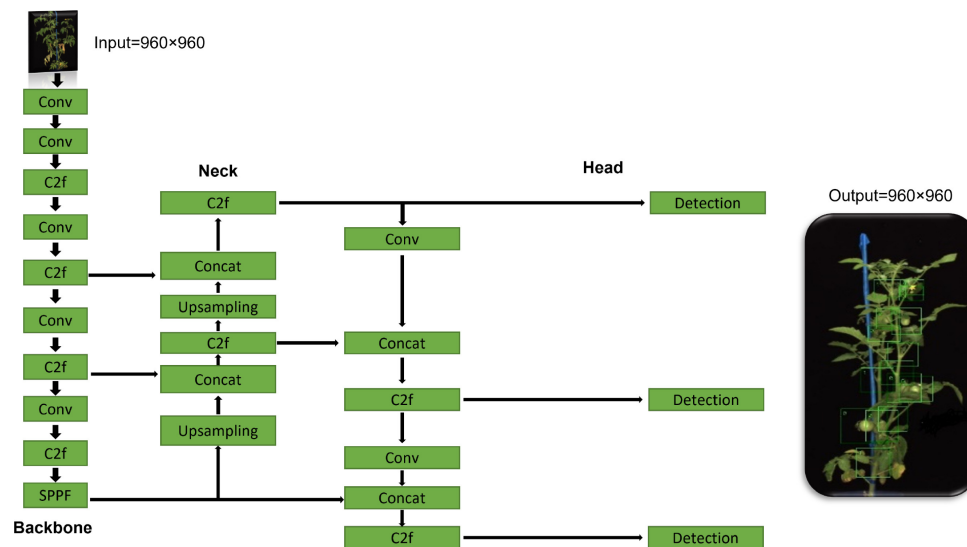 Input=960×960
Conv
Conv
C2f
Conv
C2f
Conv
C2f
Conv
C2f
SPPF
Backbone
Neck
C2f
Concat
Upsampling
C2f
Concat
Upsampling
Head
Conv
Concat
C2f
Conv
Concat
C2f
Detection
Detection
Detection
Output=960×960